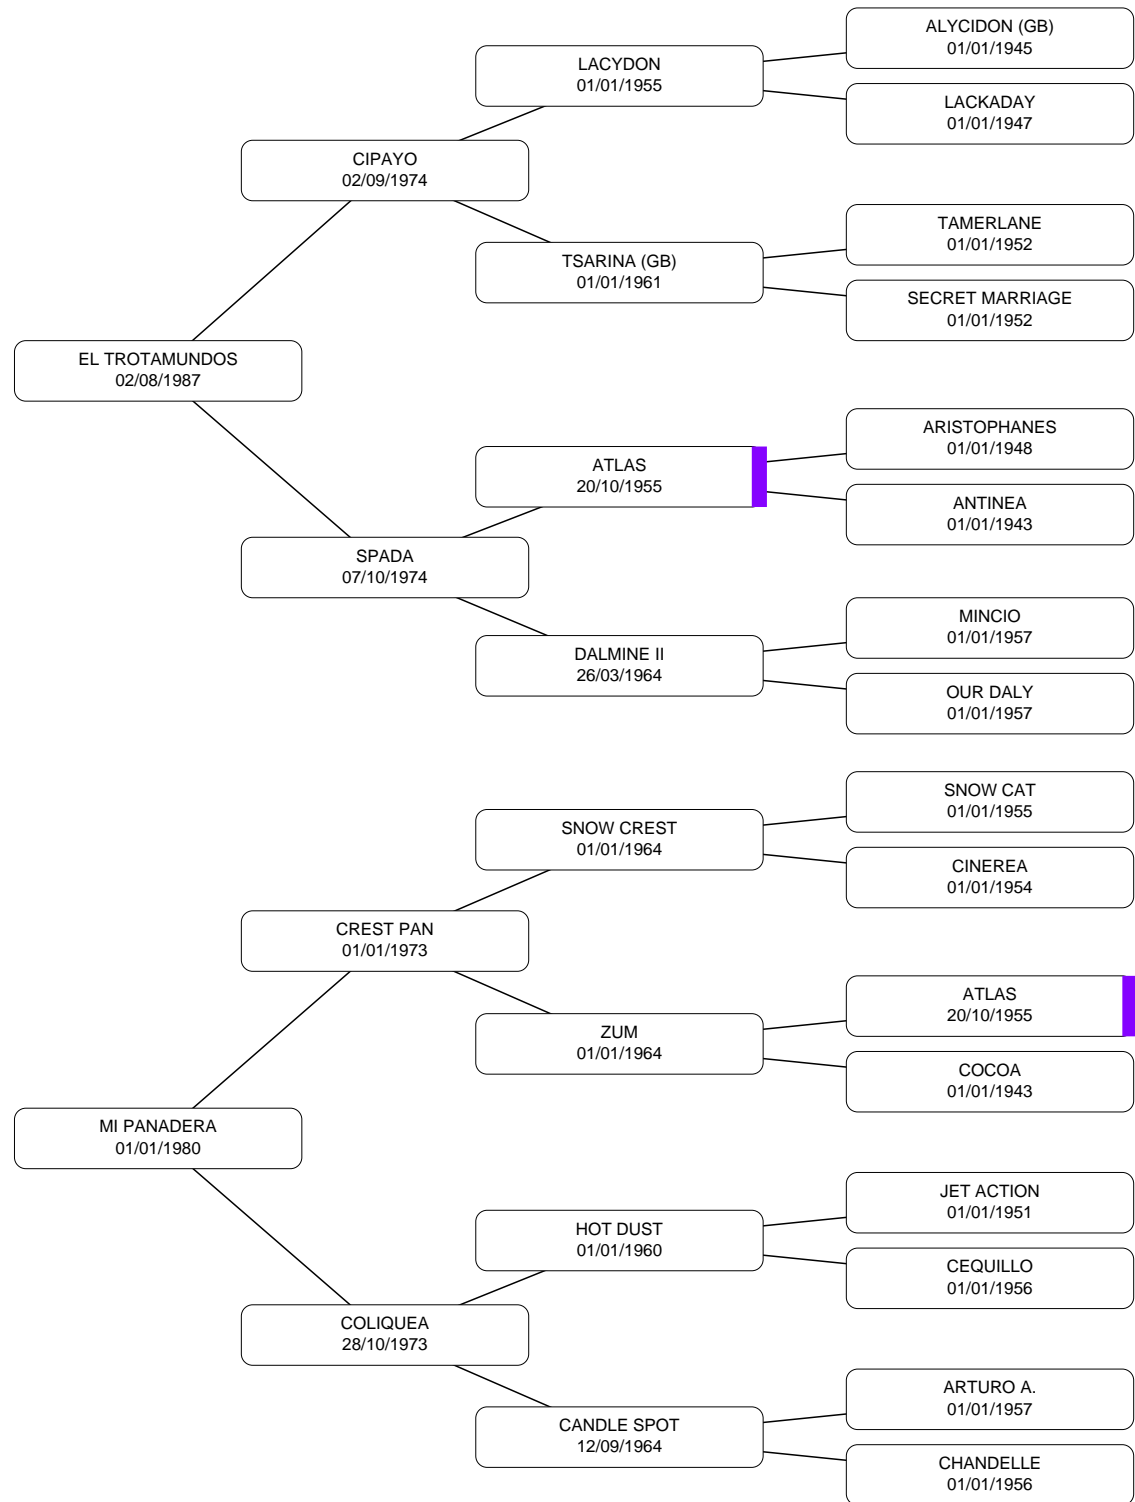 ALYCIDON (GB)
01/01/1945
LACYDON
01/01/1955
LACKADAY
01/01/1947
CIPAYO
02/09/1974
TAMERLANE
01/01/1952
TSARINA (GB)
01/01/1961
SECRET MARRIAGE
01/01/1952
EL TROTAMUNDOS
02/08/1987
ARISTOPHANES
01/01/1948
ATLAS
20/10/1955
ANTINEA
01/01/1943
SPADA
07/10/1974
MINCIO
01/01/1957
DALMINE II
26/03/1964
OUR DALY
01/01/1957
SNOW CAT
01/01/1955
SNOW CREST
01/01/1964
CINEREA
01/01/1954
CREST PAN
01/01/1973
ATLAS
20/10/1955
ZUM
01/01/1964
COCOA
01/01/1943
MI PANADERA
01/01/1980
JET ACTION
01/01/1951
HOT DUST
01/01/1960
CEQUILLO
01/01/1956
COLIQUEA
28/10/1973
ARTURO A.
01/01/1957
CANDLE SPOT
12/09/1964
CHANDELLE
01/01/1956